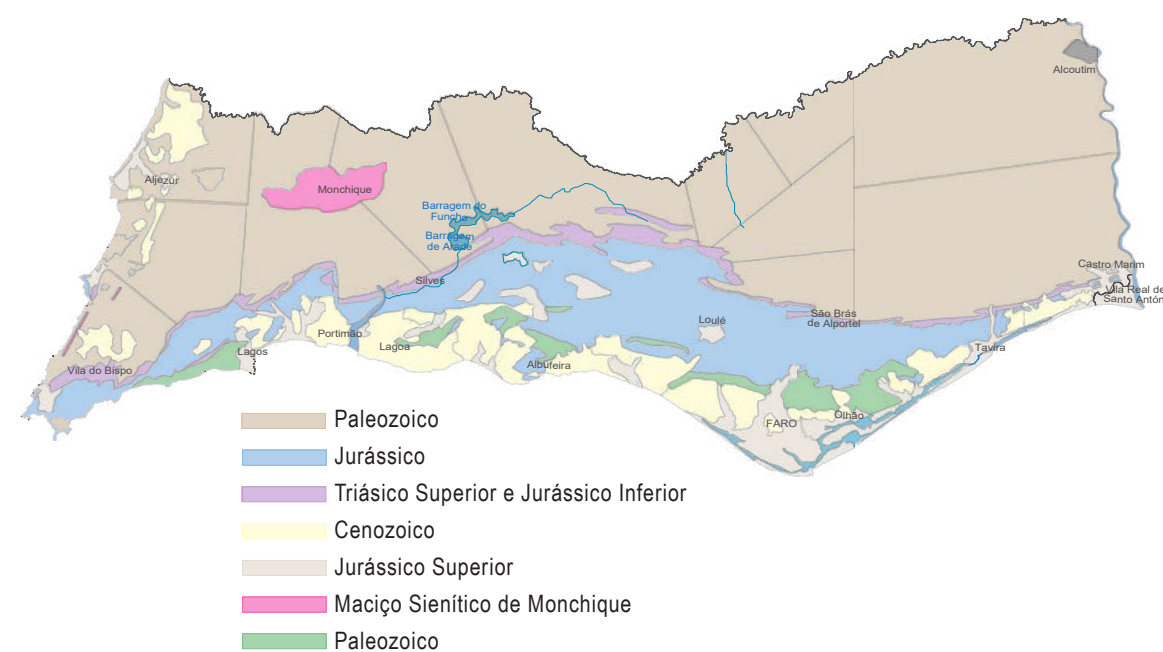 Alcoutim
Aljezur
Monchique
Barragem do
Funcho
Barragem
de Arade
Silves
Castro Marim
Vila Real de
Santo Antón
São Brás
de Alportel
Loulé
Portimão
Lagoa
Lagos
Tavira
Albufeira
Vila do Bispo
Olhão
FARO
Paleozoico
Jurássico
Triásico Superior e Jurássico Inferior
Cenozoico
Jurássico Superior
Maciço Sienítico de Monchique
Paleozoico